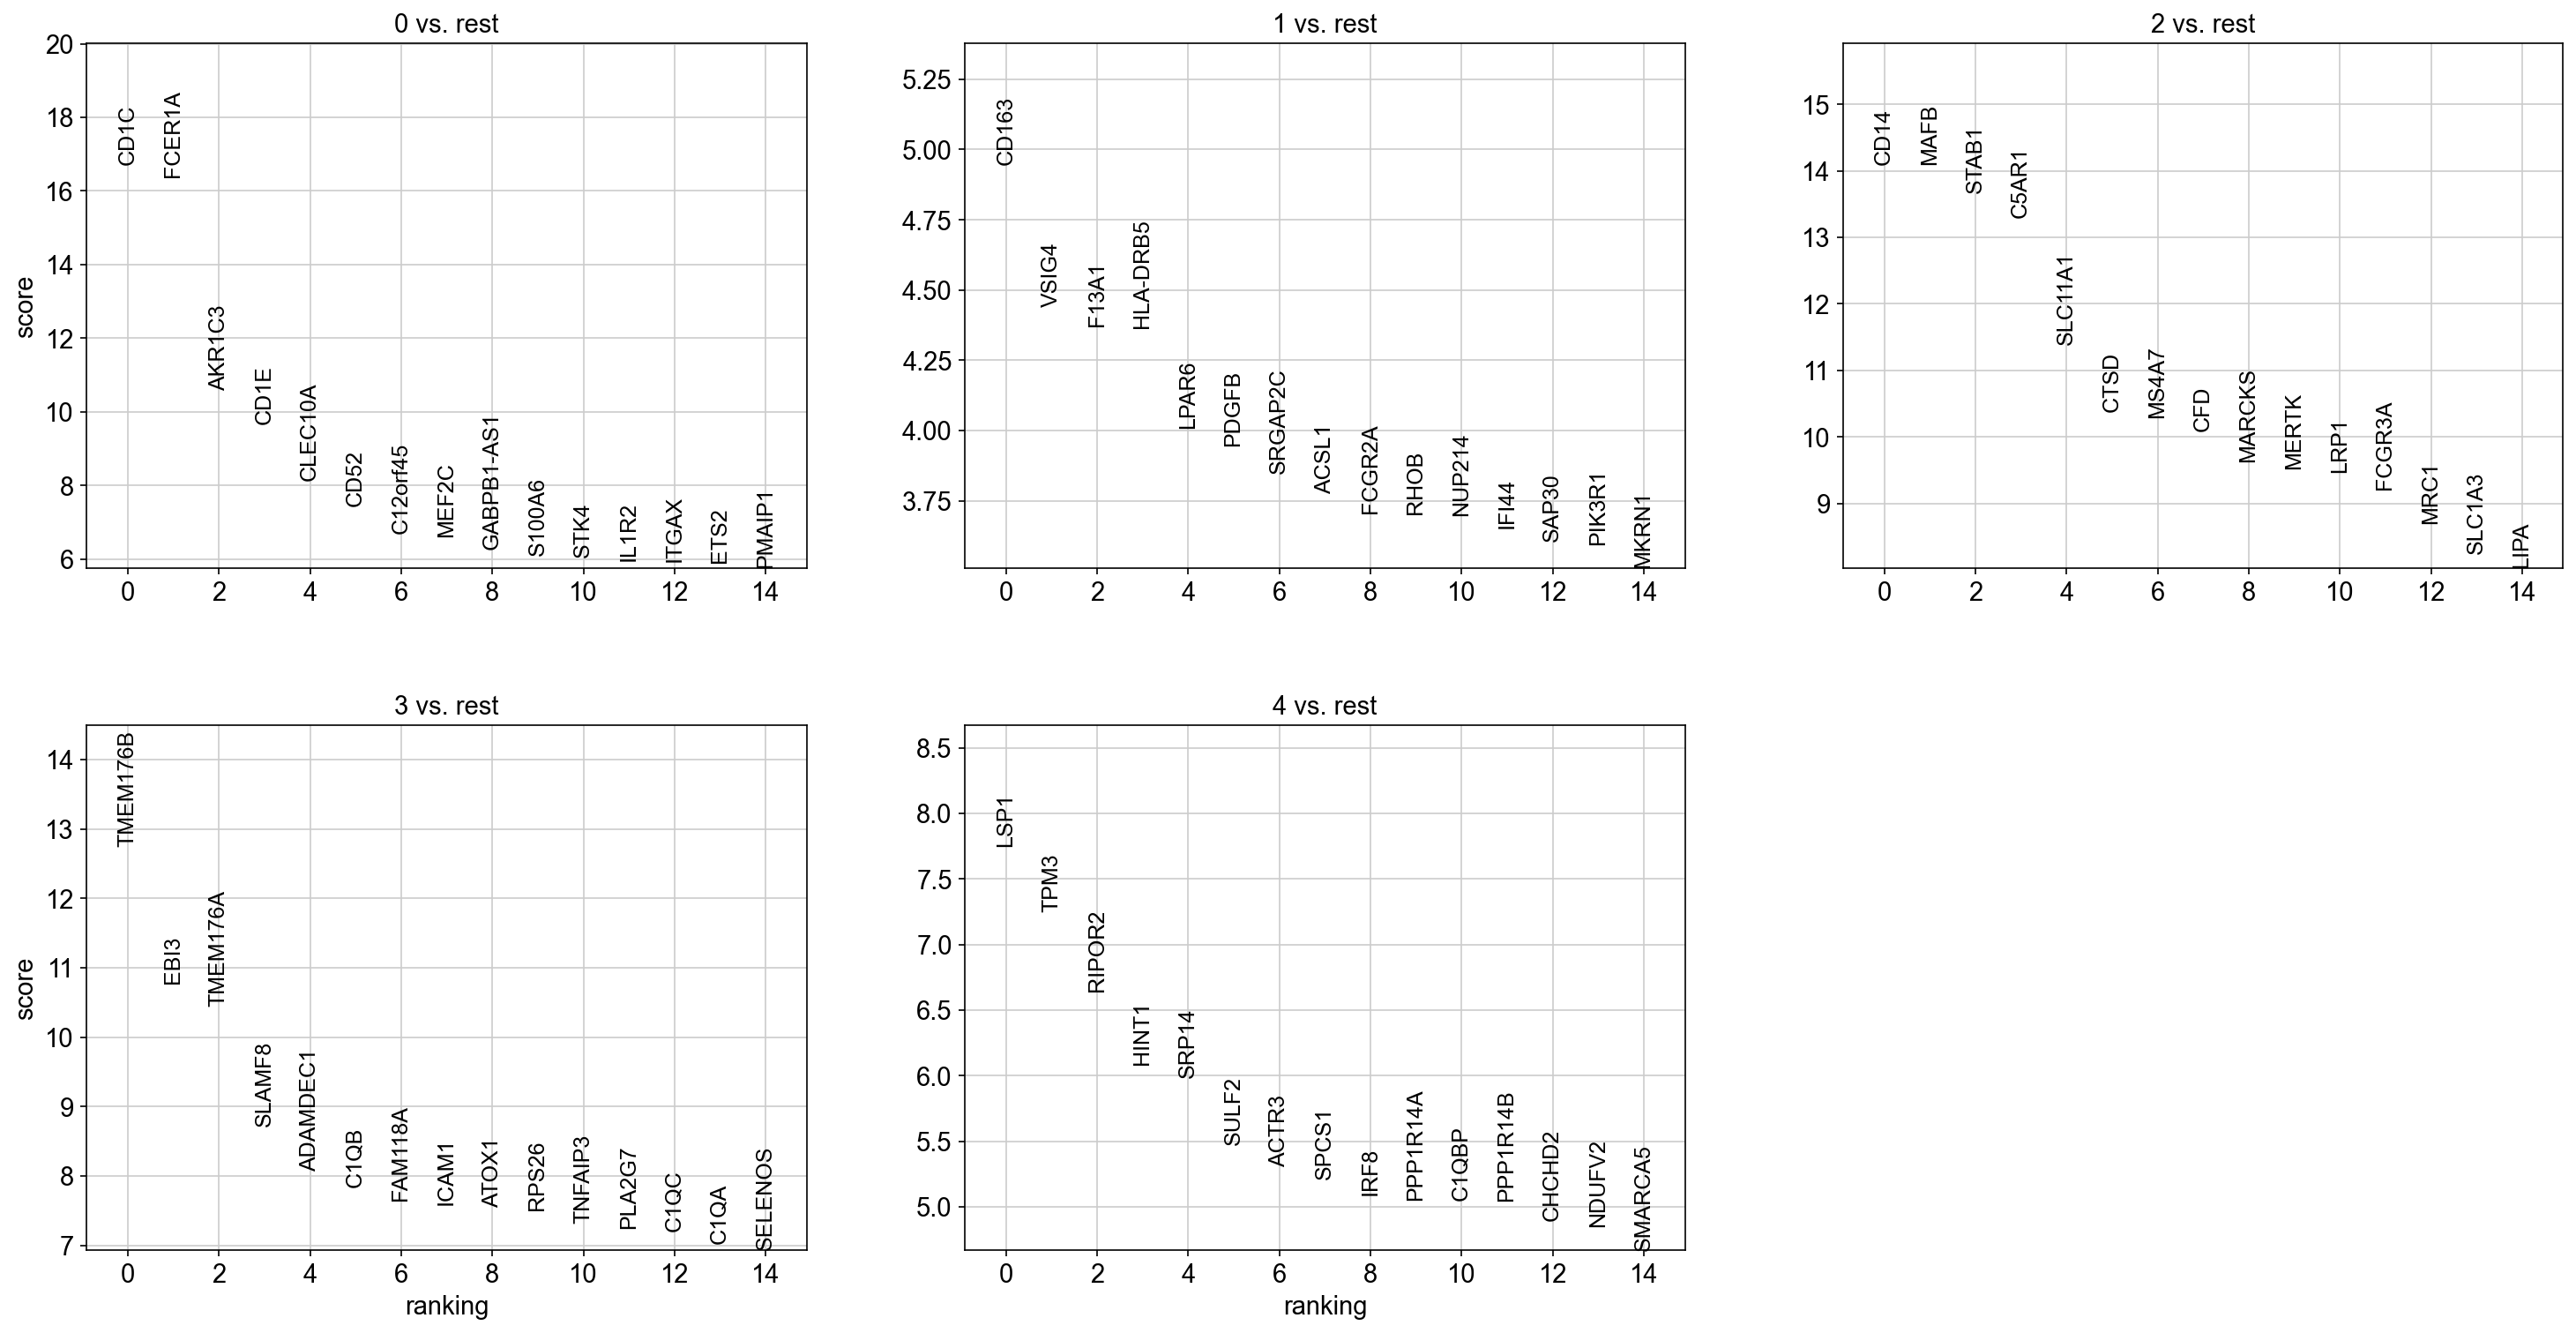 0 vs. rest
score
20
18
16
14
12
10
8
6
CD1C
FCER1A
AKR1C3
CD1E
CLEC10A
CD52
C12orf45
MEF2C
GABPB1-AS1
S100A6
STK4
IL1R2
ITGAX
ETS2
PMAIP1
0 2 4 6 8 10 12 14
1 vs. rest
5.25
5.00
4.75
4.50
4.25
4.00
3.75
CD163
VSIG4
F13A1
HLA-DRB5
LPAR6
PDGFB
SRGAP2C
ACSL1
FCGR2A
RHOB
NUP214
IFI44
SAP30
PIK3R1
MKRN1
0 2 4 6 8 10 12 14
2 vs. rest
15
14
13
12
11
10
9
CD14
MAFB
STAB1
C5AR1
SLC11A1
CTSD
MS4A7
CFD
MARCKS
MERTK
LRP1
FCGR3A
MRC1
SLC1A3
LIPA
0 2 4 6 8 10 12 14
3 vs. rest
score
14
13
12
11
10
9
8
7
TMEM176B
EBI3
TMEM176A
SLAMF8
ADAMDEC1
C1QB
FAM118A
ICAM1
ATOX1
RPS26
TNFAIP3
PLA2G7
C1QC
C1QA
SELENOS
0 2 4 6 8 10 12 14
ranking
4 vs. rest
8.5
8.0
7.5
7.0
6.5
6.0
5.5
5.0
LSP1
TPM3
RIPOR2
HINT1
SRP14
SULF2
ACTR3
SPCS1
IRF8
PPP1R14A
C1QBP
PPP1R14B
CHCHD2
NDUFV2
SMARCA5
0 2 4 6 8 10 12 14
ranking